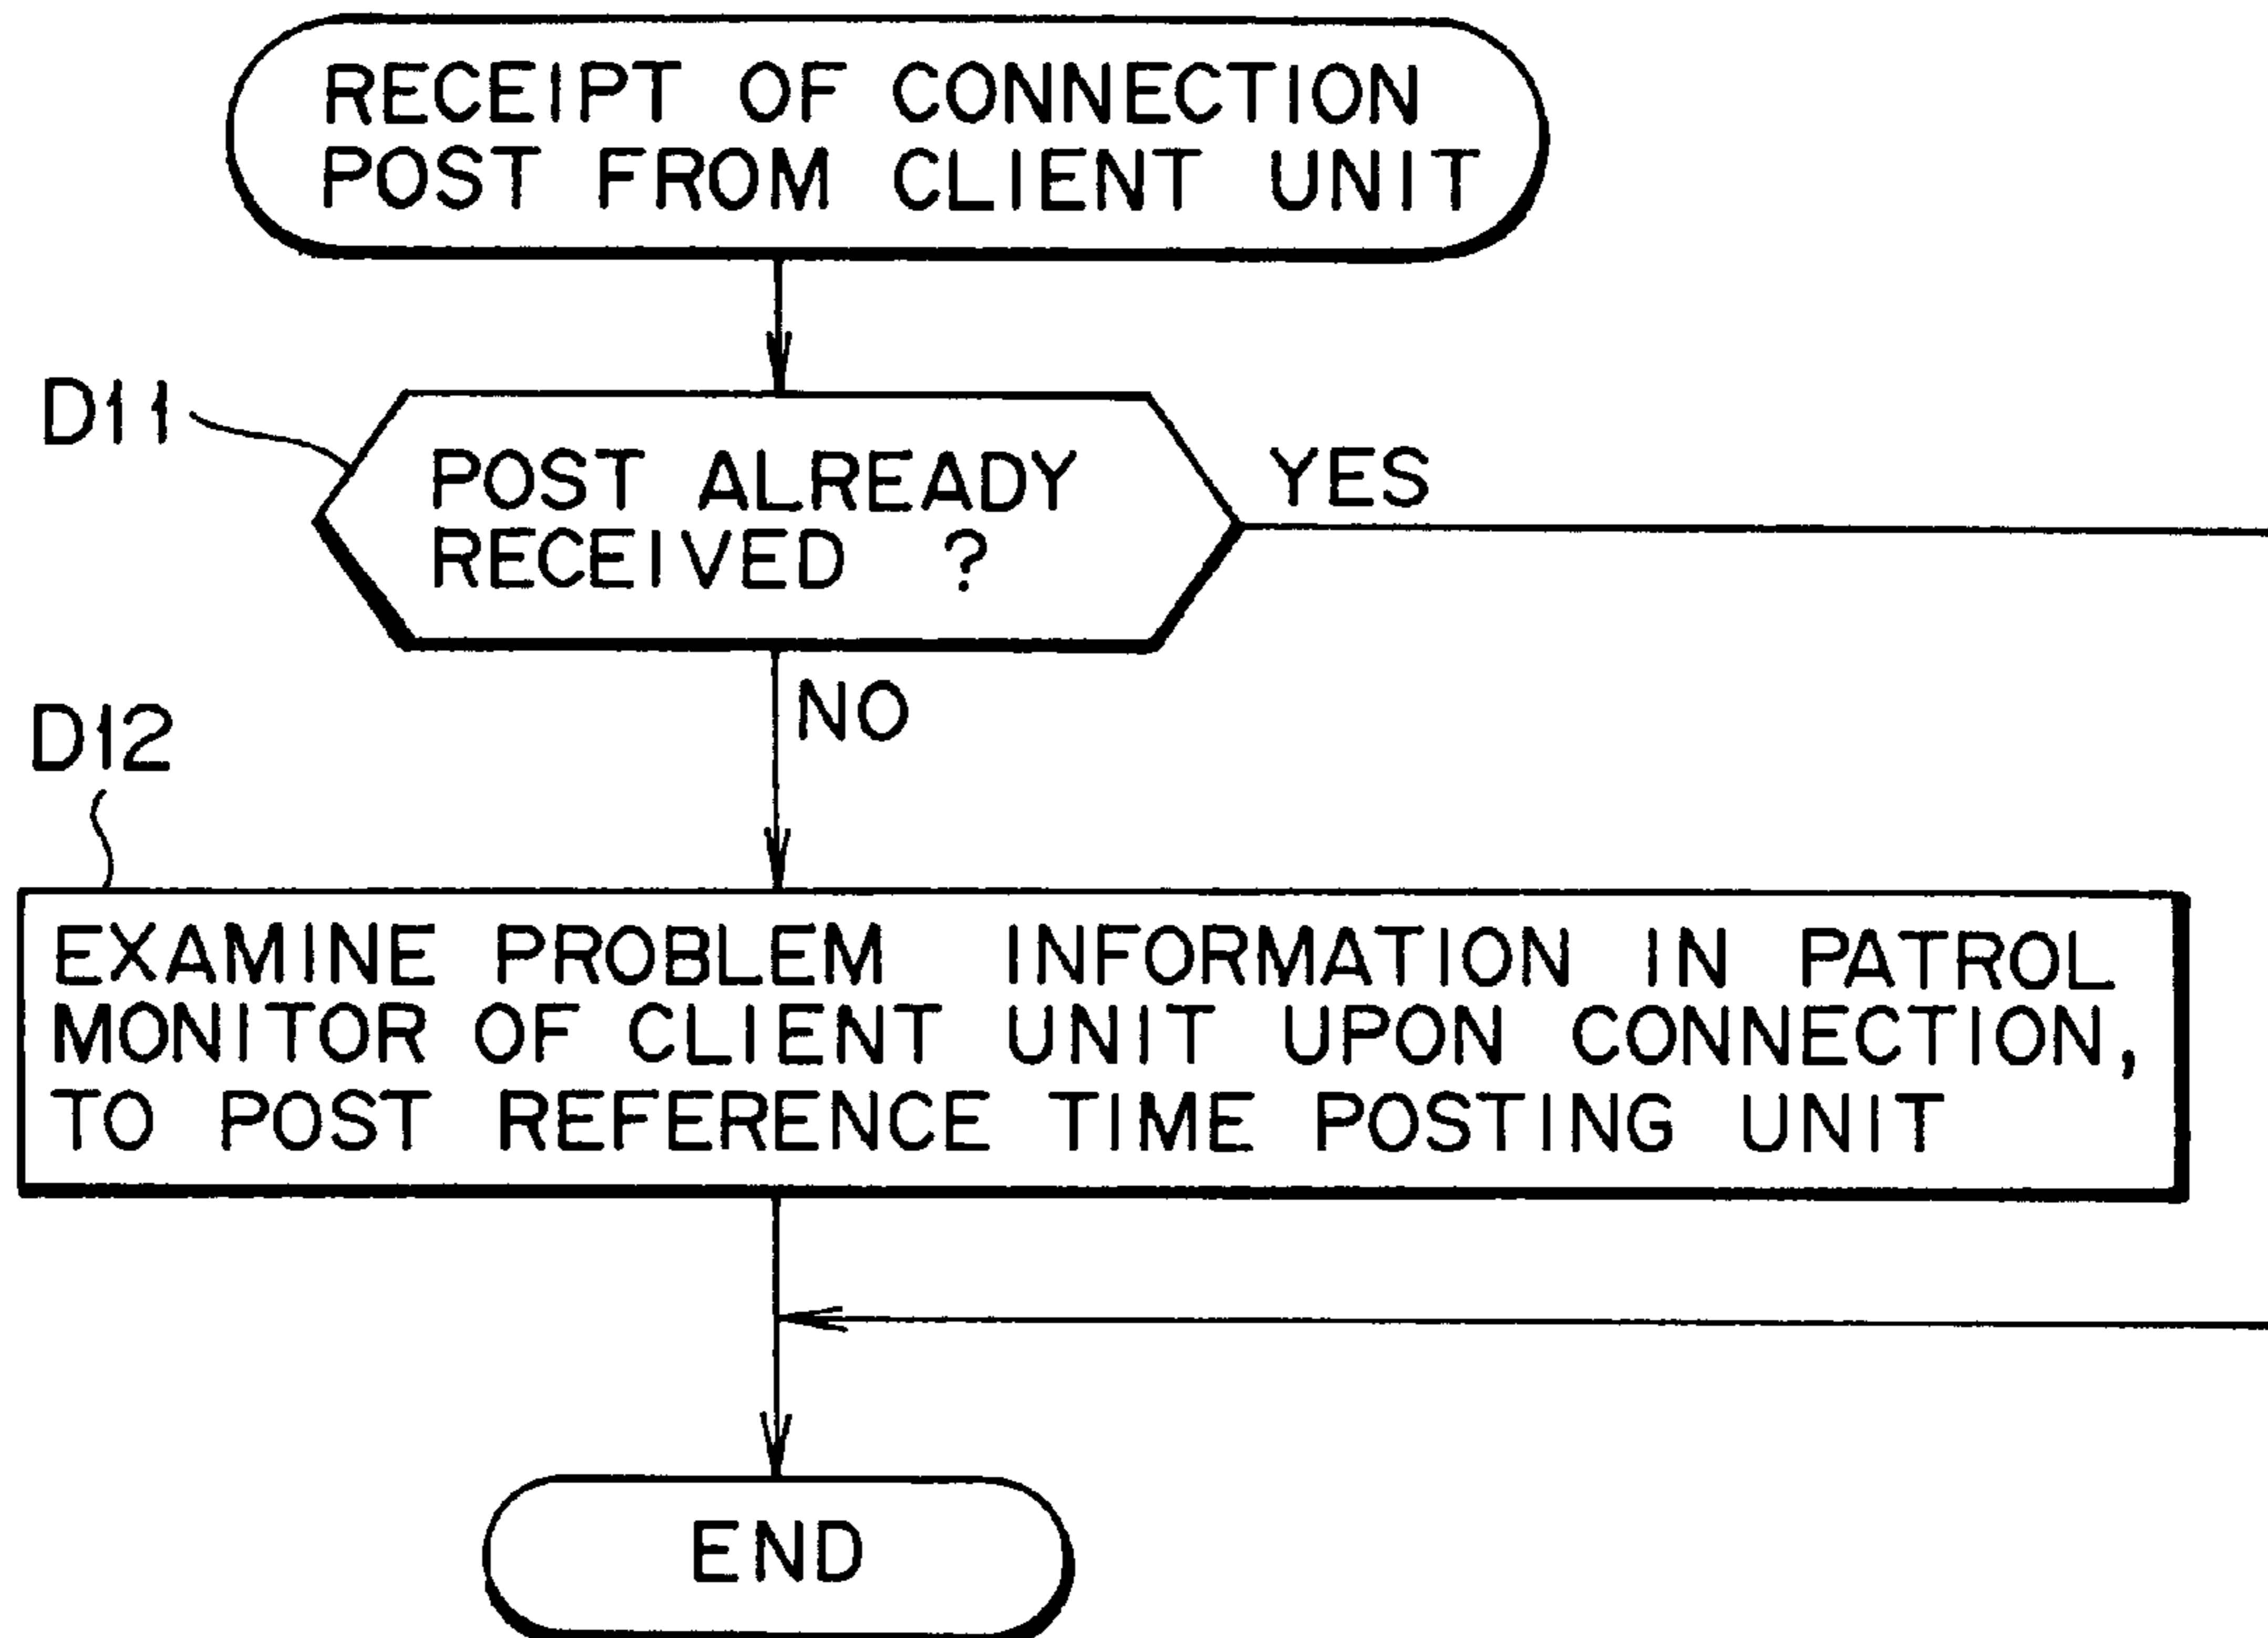 RECEIPT OF CONNECTION
POST FROM CLIENT UNIT
D11
POST ALREADY
RECEIVED ?
YES
NO
D12
EXAMINE PROBLEM INFORMATION IN PATROL
MONITOR OF CLIENT UNIT UPON CONNECTION,
TO POST REFERENCE TIME POSTING UNIT
END